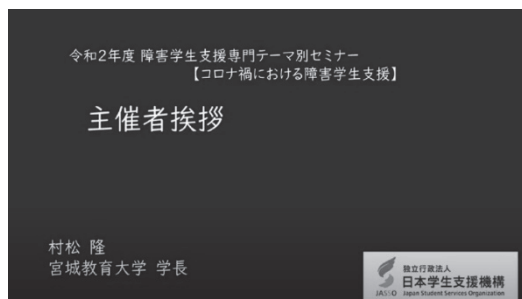 令和2年度 障害学生支援専門テーマ別セミナー
【コロナ禍における障害学生支援】
主催者挨拶
村松 隆
宮城教育大学 学長
独立行政法人
日本学生支援機構
JASSO Japan Student Services Organization